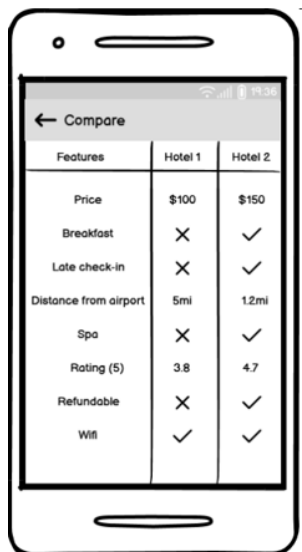 19:36
Compare
Features Hotel 1 Hotel 2
Price $100 $150
Breakfast
Late check-in
Distance from airport 5mi 1.2mi
Spa
Rating (5) 3.8 4.7
Refundable
Wifi